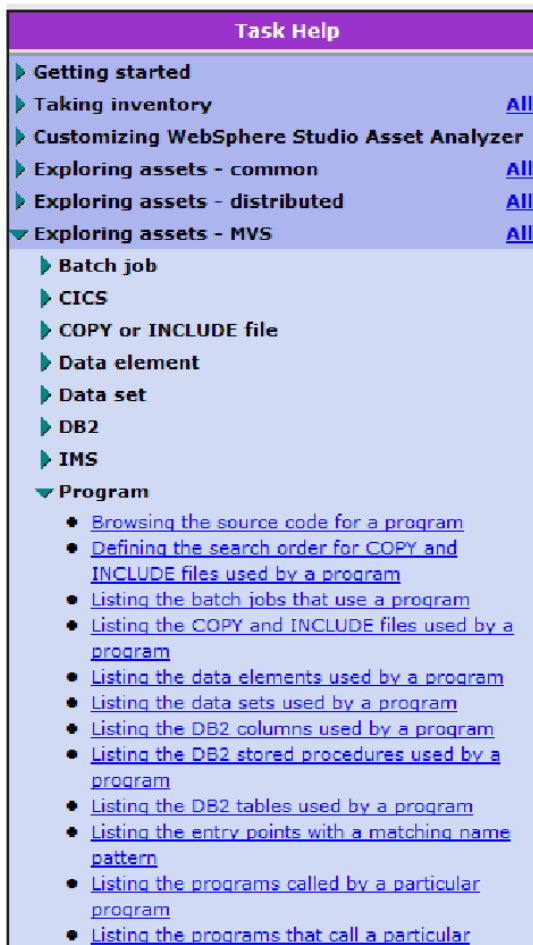 Task Help
Getting started
Taking inventory All
Customizing WebSphere Studio Asset Analyzer
Exploring assets - common All
Exploring assets - distributed All
Exploring assets - MVS All
Batch job
CICS
COPY or INCLUDE file
Data element
Data set
DB2
IMS
Program
Browsing the source code for a program
Defining the search order for COPY and
INCLUDE files used by a program
Listing the batch jobs that use a program
Listing the COPY and INCLUDE files used by a
program
Listing the data elements used by a program
Listing the data sets used by a program
Listing the DB2 columns used by a program
Listing the DB2 stored procedures used by a
program
Listing the DB2 tables used by a program
Listing the entry points with a matching name
pattern
Listing the programs called by a particular
program
Listing the programs that call a particular